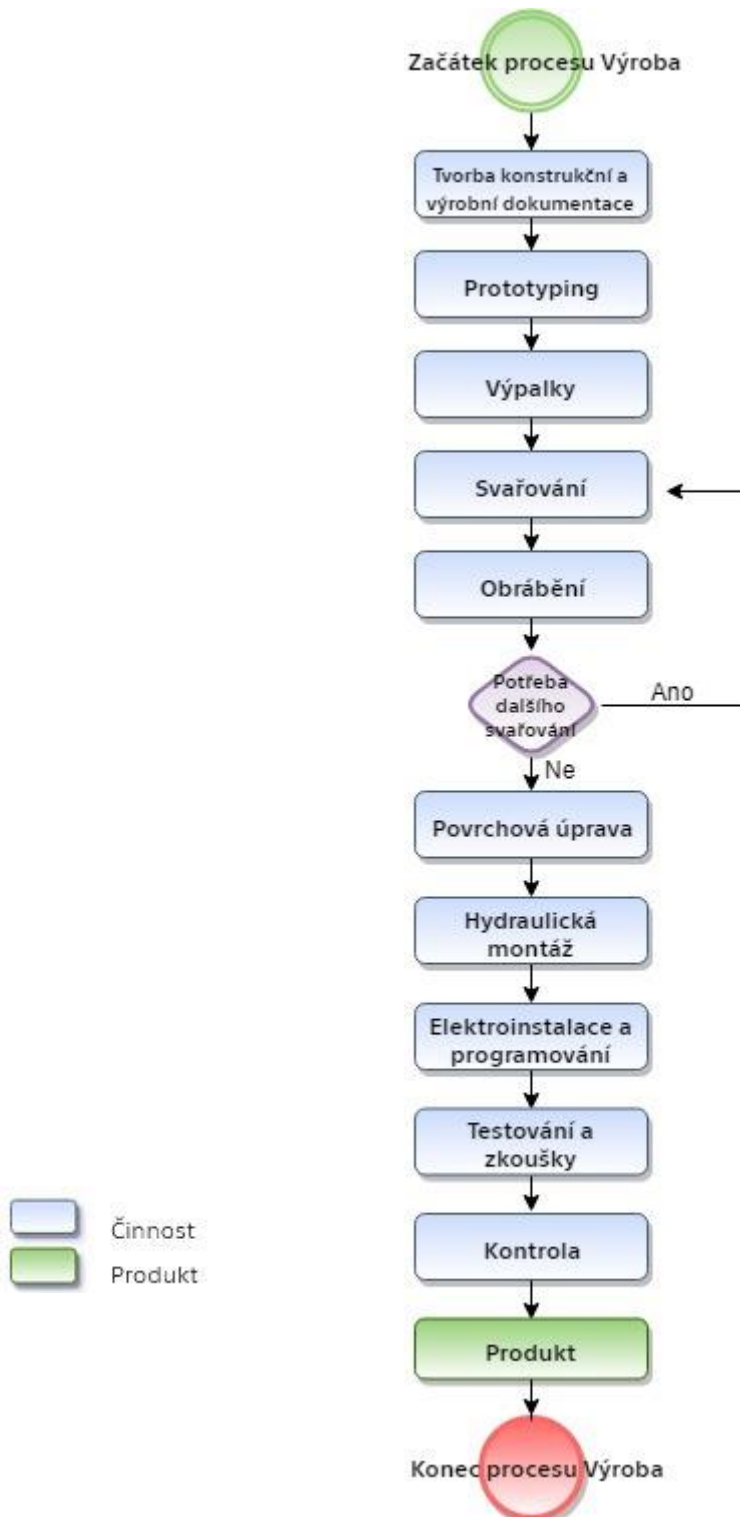 Začátek procesu Výroba
Tvorba konstrukční a
výrobní dokumentace
Prototyping
Výpalky
Svařování
Obrábění
Potřeba
dalšího
svařování
Ano
Ne
Povrchová úprava
Hydraulická
montáž
Elektroinstalace a
programování
Testování a
zkoušky
Činnost
Kontrola
Produkt
Produkt
Konec procesu Výroba